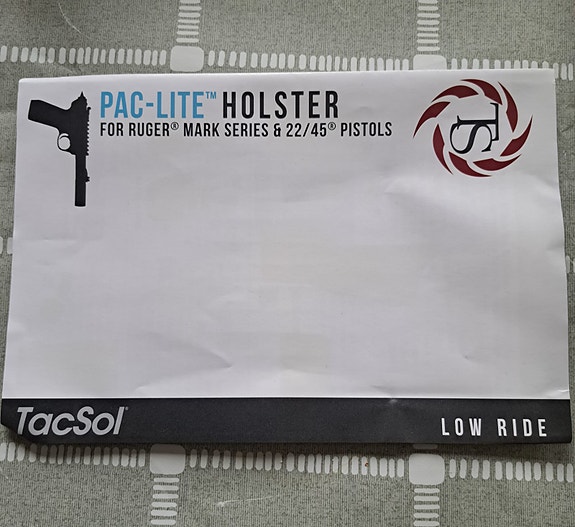 PAC-LITE™ HOLSTER
FOR RUGER® MARK SERIES & 22/45® PISTOLS
TS
TacSol®
LOW RIDE